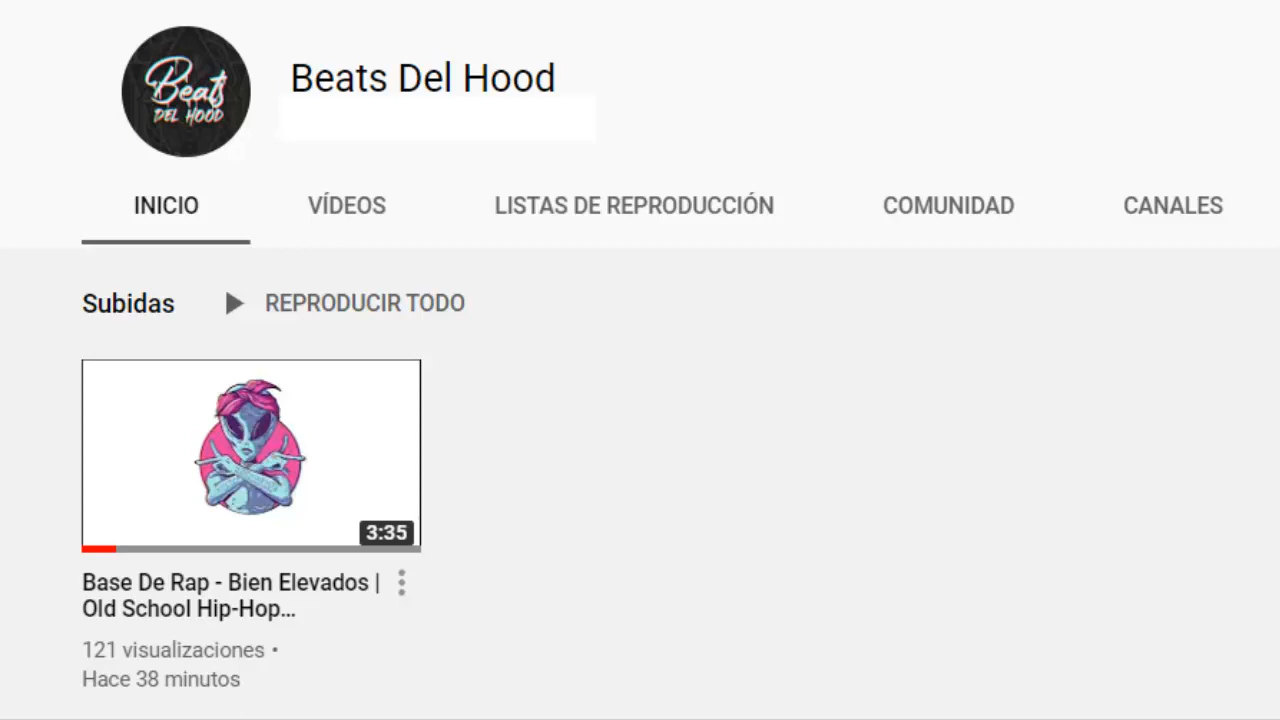 Beats
DEL HOOD
Beats Del Hood
INICIO
VÍDEOS
LISTAS DE REPRODUCCIÓN
COMUNIDAD
CANALES
Subidas
REPRODUCIR TODO
3:35
Base De Rap - Bien Elevados |
Old School Hip-Hop...
121 visualizaciones •
Hace 38 minutos